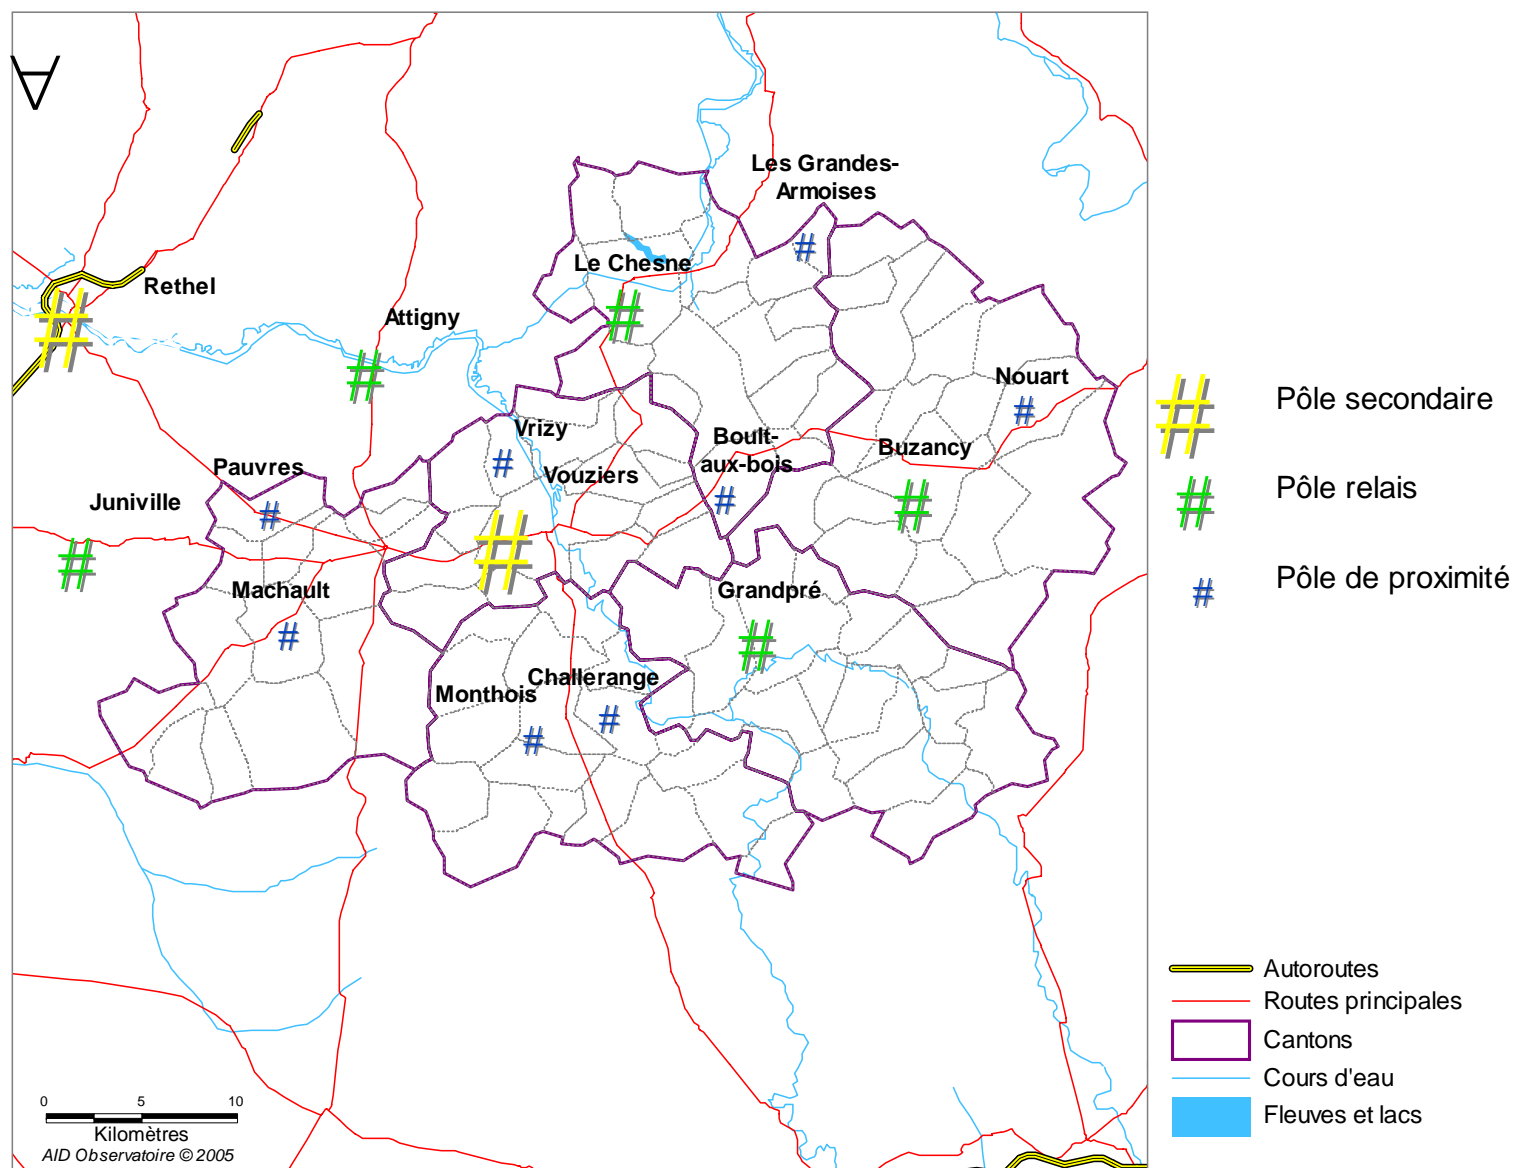 Les Grandes-
Armoises
Le Chesne
Rethel
Attigny
Nouart
Vrizy
Boult-
aux-bois
Buzancy
Pauvres
Vouziers
Juniville
Machault
Grandpré
Challerange
Monthois
Pôle secondaire
Pôle relais
Pôle de proximité
Autoroutes
Routes principales
Cantons
Cours d'eau
Fleuves et lacs
0 5 10
Kilomètres
AID Observatoire © 2005